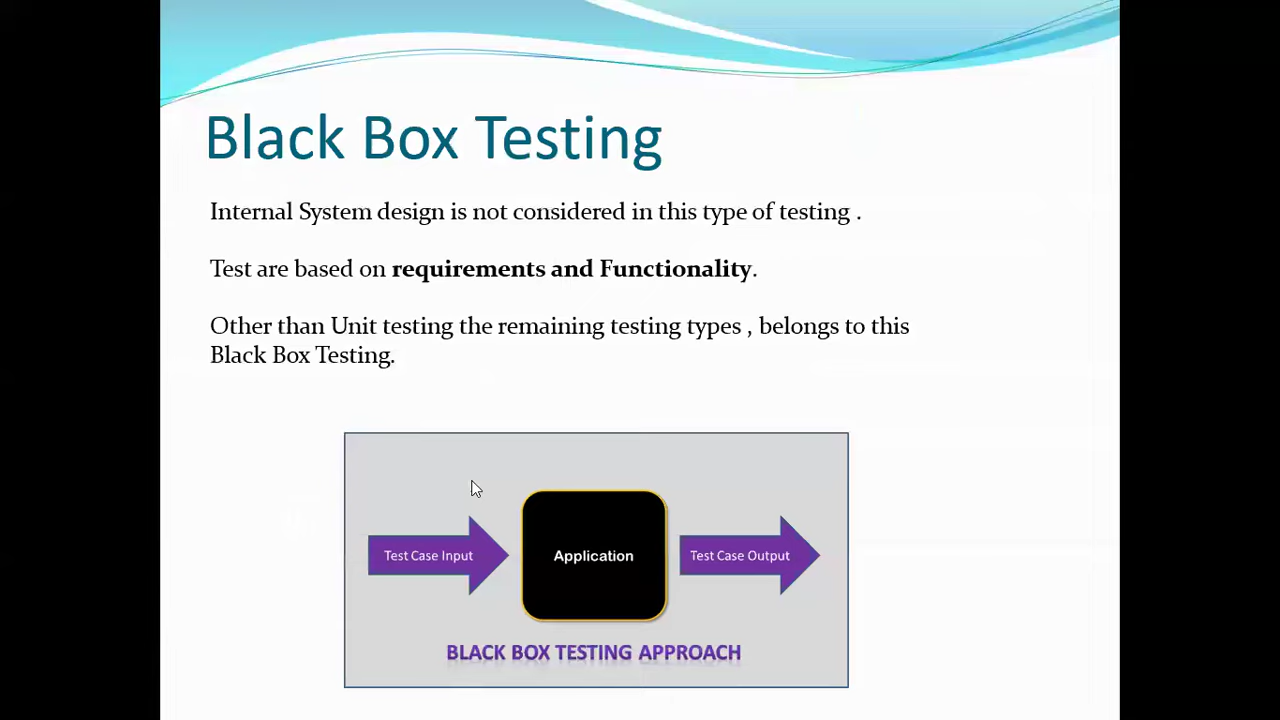 Black Box Testing
Internal System design is not considered in this type of testing .
Test are based on requirements and Functionality.
Other than Unit testing the remaining testing types , belongs to this
Black Box Testing.
Test Case Input
Application
Test Case Output
BLACK BOX TESTING APPROACH